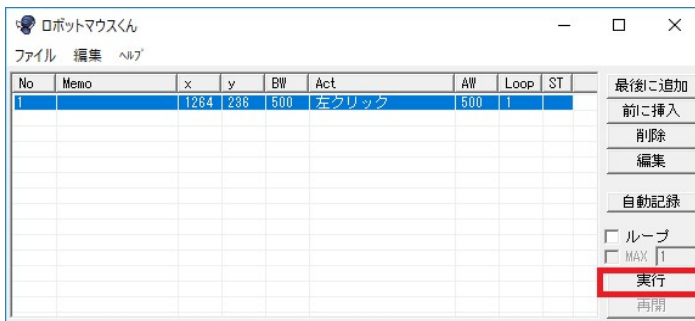 ロボットマウスくん
ファイル 編集 ヘルプ
No Memo x y BW Act AW Loop ST
1 1264 236 500 左クリック 500 1
最後に追加
前に挿入
削除
編集
自動記録
ループ
MAX 1
実行
再開